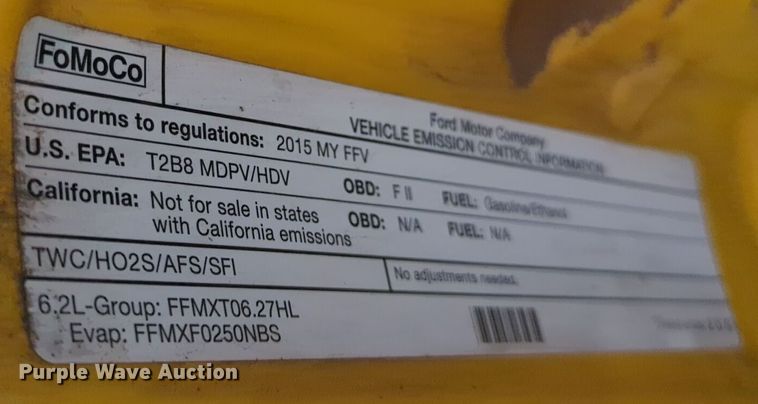 FoMoCo
Ford Motor Company
VEHICLE EMISSION CONTROL INFORMATION
Conforms to regulations: 2015 MY FFV
U.S. EPA: T2B8 MDPV/HDV OBD: F II FUEL: Gasoline/Ethanol
California: Not for sale in states with California emissions OBD: N/A FUEL: N/A
TWC/HO2S/AFS/SFI No adjustments needed.
6.2L-Group: FFMXT06.27HL
Evap: FFMXF0250NBS
Purple Wave Auction